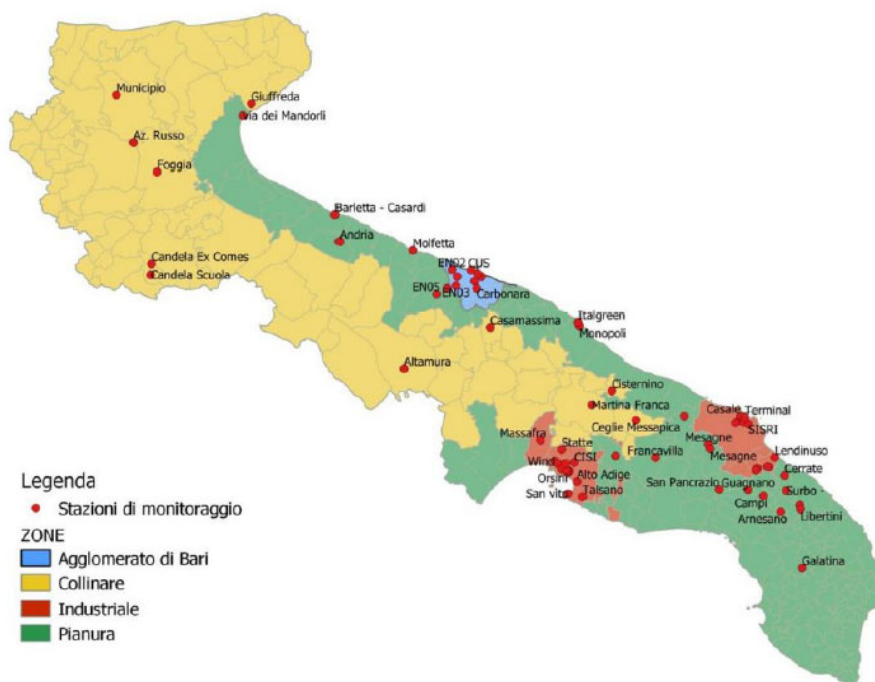 Municipio
Giuffreda
via dei Mandorli
Az. Russo
Foggia
Barletta - Casardi
Andria
Molfetta
Candela Ex Comes
EN02 CUS
Candela Scuola
EN05 EN03 Carbonara
Casamassima
Italgreen
Monopoli
Altamura
Cisternino
Martina Franca
Casale Terminal
Ceglie Messapica
SISRI
Massafra
Statte
Mesagne
Wind CISI
Francavilla
Mesagne
Lendinuso
Orsini
Alto Adige
San Pancrazio Guagnano
Cerrate
San vito
Talsano
Campi
Surbo
Arnesano
Libertini
Galatina
Legenda
Stazioni di monitoraggio
ZONE
Agglomerato di Bari
Collinare
Industriale
Pianura